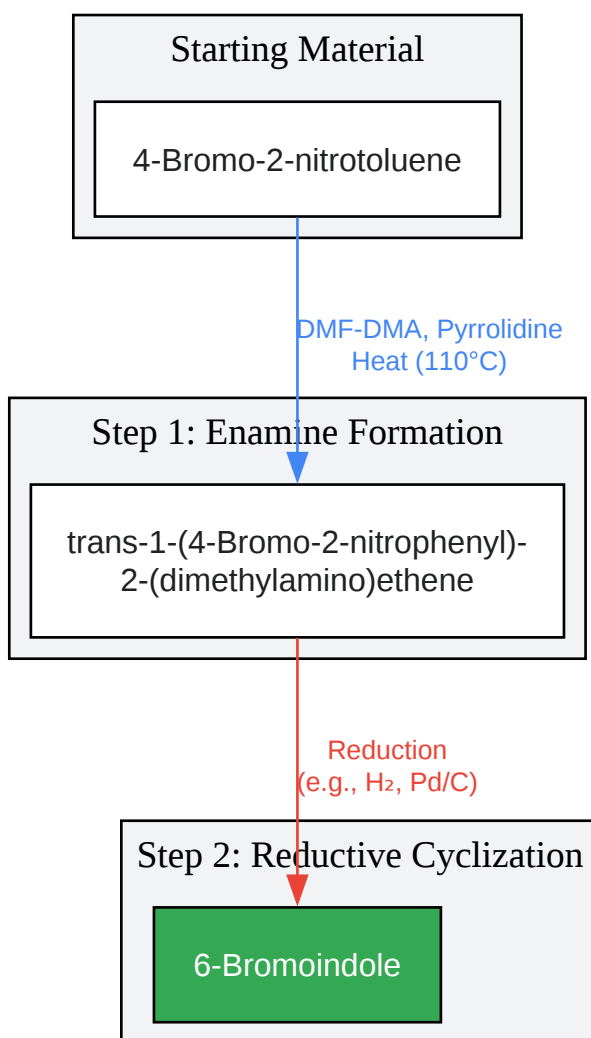 Starting Material
4-Bromo-2-nitrotoluene
DMF-DMA, Pyrrolidine
Heat (110°C)
Step 1: Enamine Formation
trans-1-(4-Bromo-2-nitrophenyl)-
2-(dimethylamino)ethene
Reduction
(e.g., H₂, Pd/C)
Step 2: Reductive Cyclization
6-Bromoindole